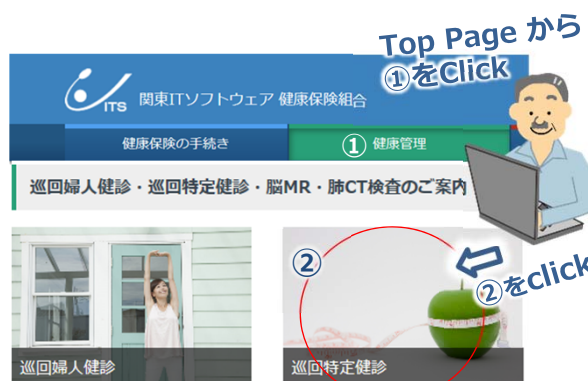 Top Page から
①をClick
ITS 関東ITソフトウェア 健康保険組合
健康保険の手続き
① 健康管理
巡回婦人健診・巡回特定健診・脳MR・肺CT検査のご案内
②
②をclick
巡回婦人健診
巡回特定健診